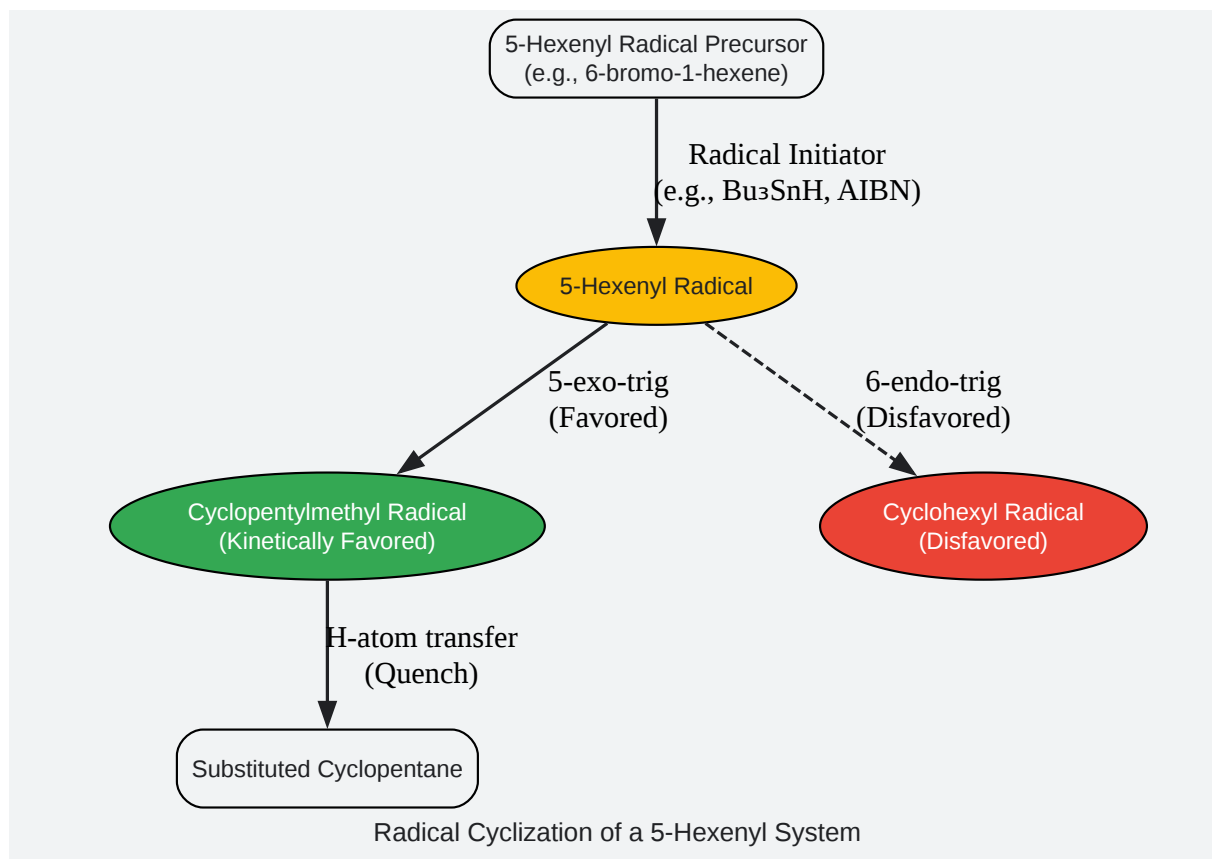 5-Hexenyl Radical Precursor
(e.g., 6-bromo-1-hexene)
Radical Initiator
(e.g., Bu₃SnH, AIBN)
5-Hexenyl Radical
5-exo-trig
(Favored)
6-endo-trig
(Disfavored)
Cyclopentylmethyl Radical
(Kinetically Favored)
Cyclohexyl Radical
(Disfavored)
H-atom transfer
(Quench)
Substituted Cyclopentane
Radical Cyclization of a 5-Hexenyl System